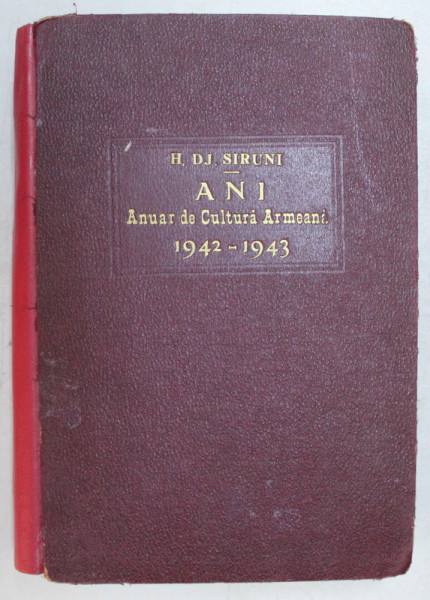 H. DJ. SIRUNI
ANI
Anuar de Cultură Armeană
1942-1943